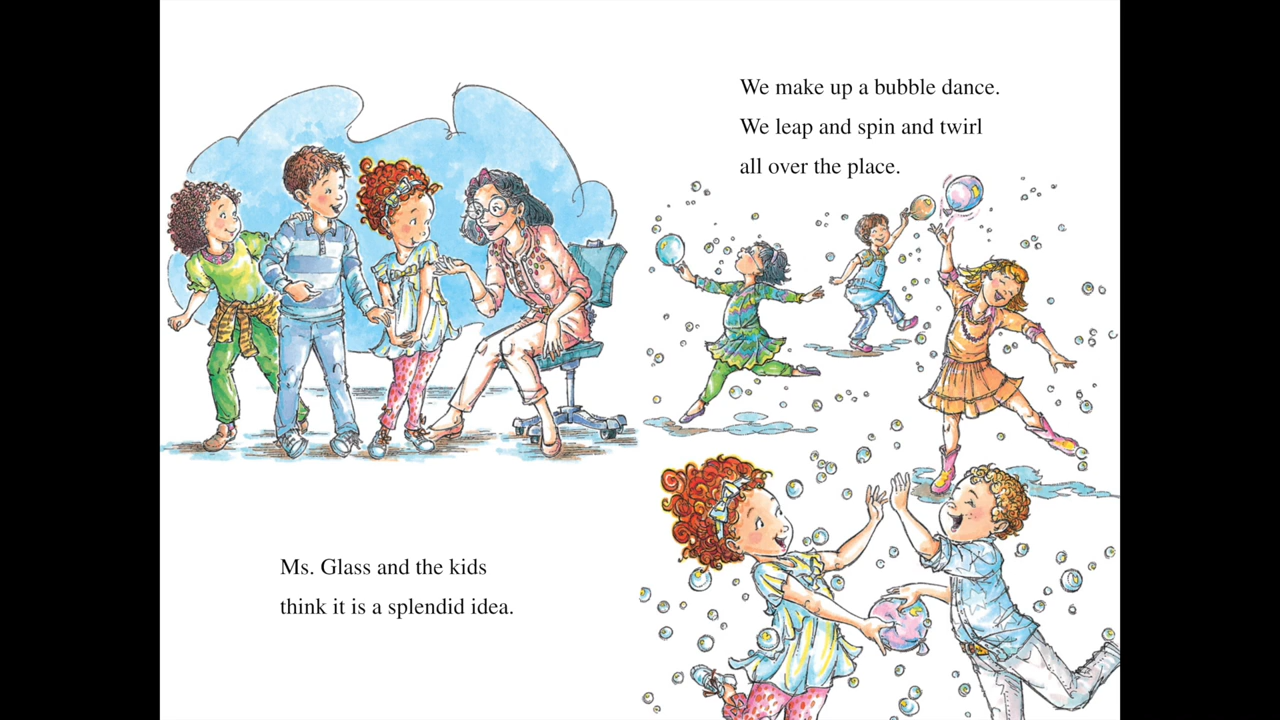 Ms. Glass and the kids
think it is a splendid idea.
We make up a bubble dance.
We leap and spin and twirl
all over the place.